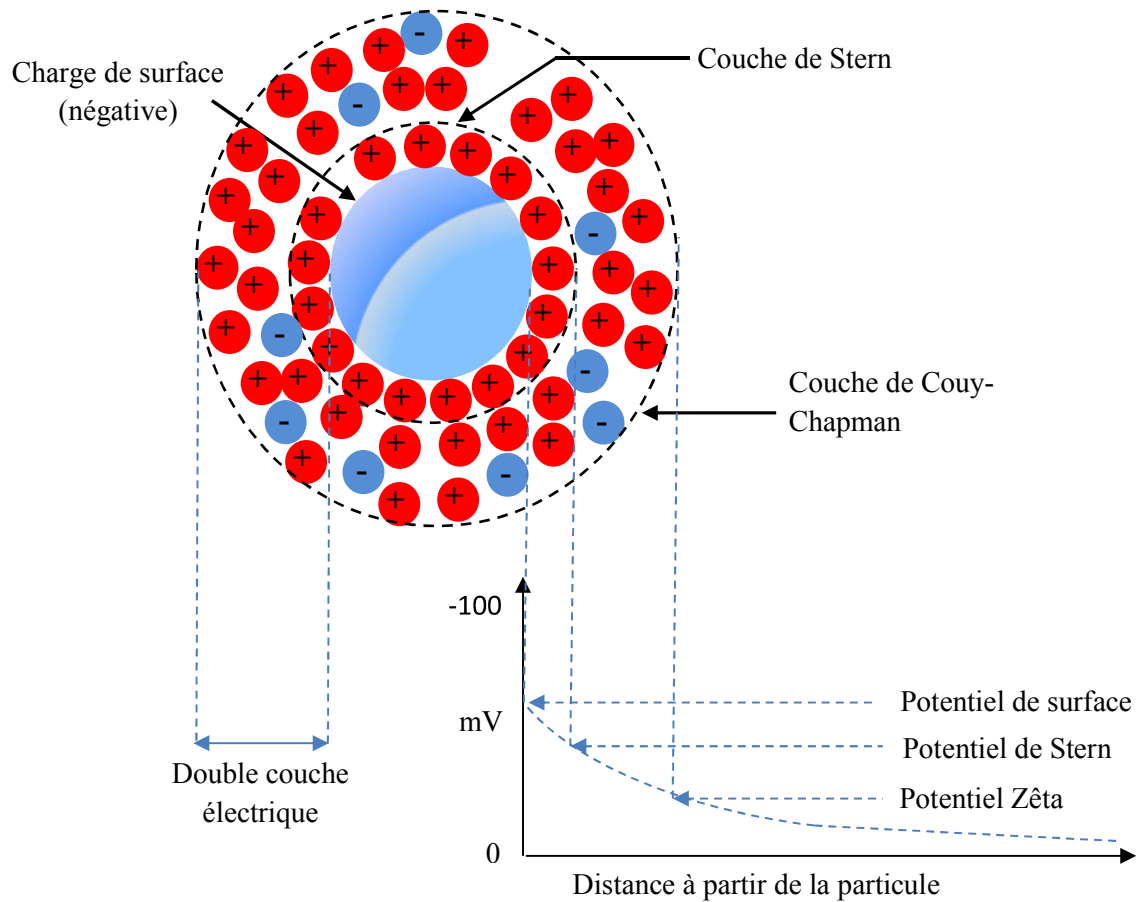 Charge de surface
(négative)
Couche de Stern
Couche de Couy-
Chapman
Double couche
électrique
-100
mV
0
Potentiel de surface
Potentiel de Stern
Potentiel Zêta
Distance à partir de la particule